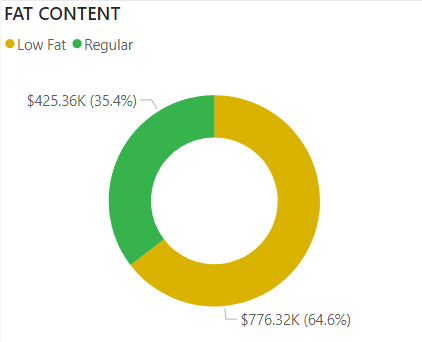 FAT CONTENT
Low Fat Regular
$425.36K (35.4%)
$776.32K (64.6%)